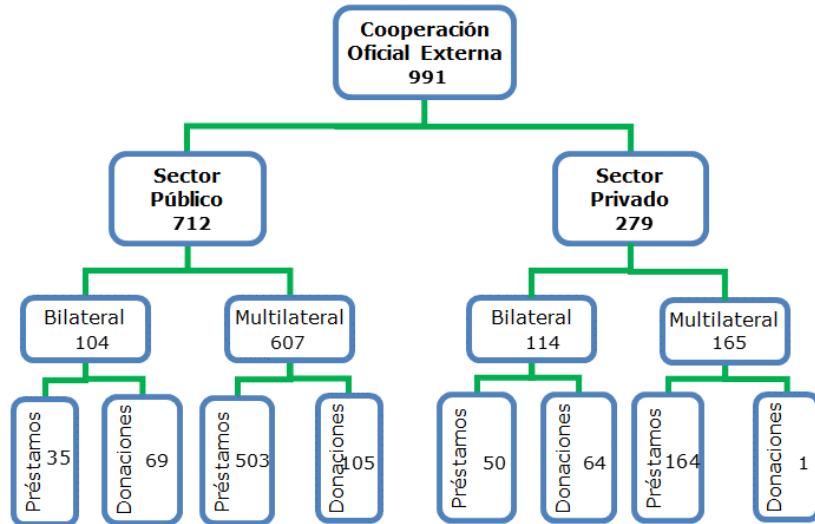 Cooperación
Oficial Externa
991
Sector
Público
712
Sector
Privado
279
Bilateral
104
Multilateral
607
Bilateral
114
Multilateral
165
Préstamos 35
Donaciones 69
Préstamos 503
Donaciones 105
Préstamos 50
Donaciones 64
Préstamos 164
Donaciones 1